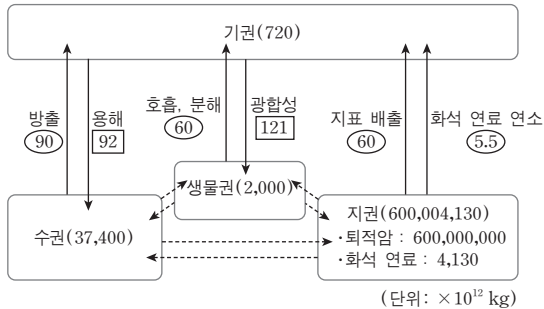 기권(720)
방출
90
용해
92
호흡, 분해
60
광합성
121
지표 배출
60
화석 연료 연소
5.5
생물권(2,000)
수권(37,400)
지권(600,004,130)
·퇴적암 : 600,000,000
·화석 연료 : 4,130
(단위: ×10¹² kg)